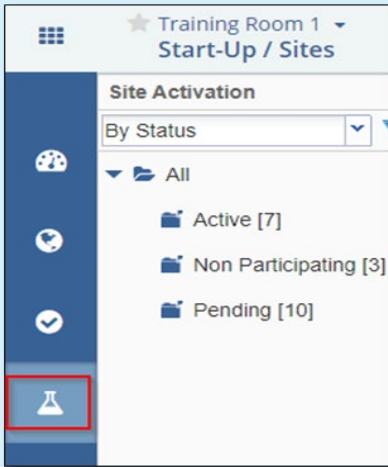 Training Room 1
Start-Up / Sites
Site Activation
By Status
All
Active [7]
Non Participating [3]
Pending [10]